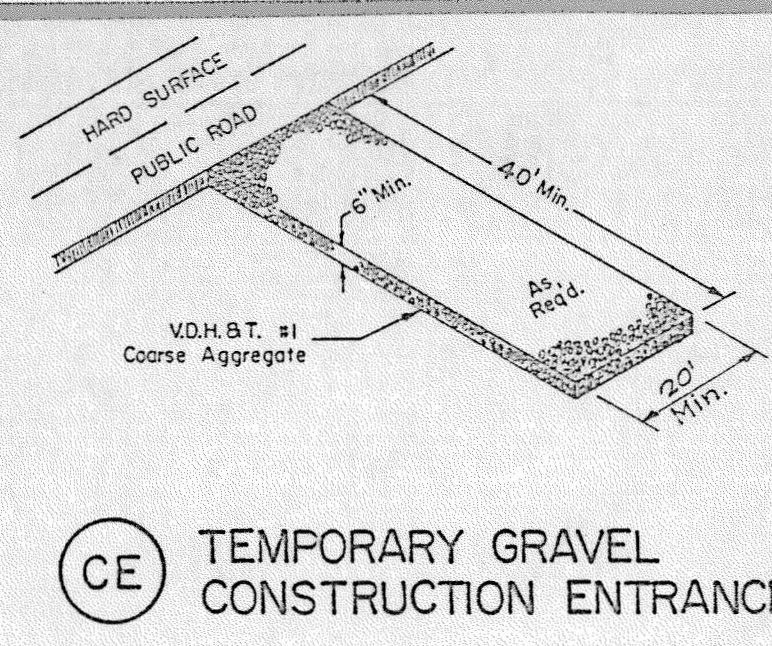 HARD SURFACE
PUBLIC ROAD
40' Min.
6" Min.
As
Req'd.
V.D.H.&T. #1
Coarse Aggregate
20'
Min.
CE
TEMPORARY GRAVEL
CONSTRUCTION ENTRANCE